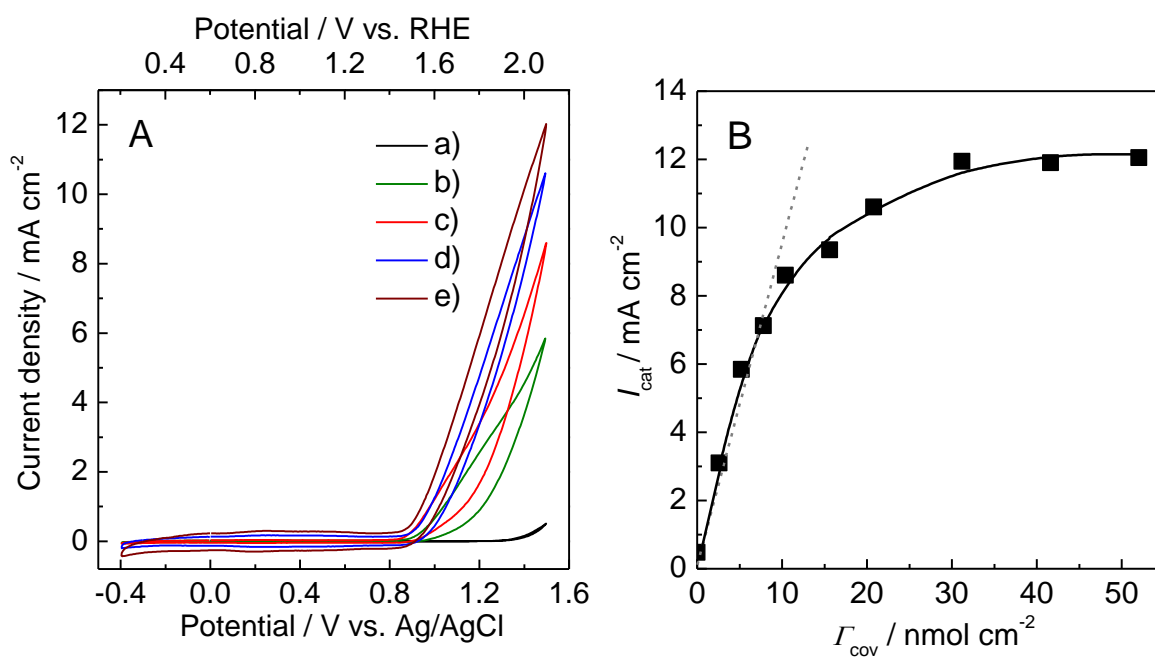 Potential / V vs. RHE
0.4 0.8 1.2 1.6 2.0
A
a)
b)
c)
d)
e)
12
10
8
6
4
2
0
Current density / mA cm-2
-0.4 0.0 0.4 0.8 1.2 1.6
Potential / V vs. Ag/AgCl
B
14
12
10
8
6
4
2
0
Icat / mA cm-2
0 10 20 30 40 50
Γcov / nmol cm-2